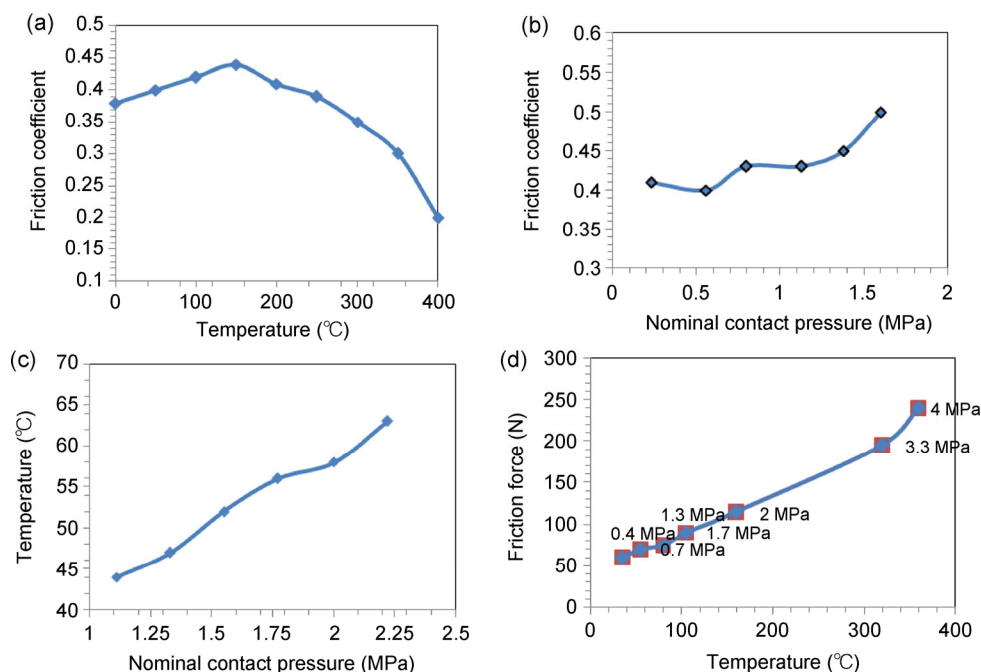 (a)
Friction coefficient
0.5
0.45
0.4
0.35
0.3
0.25
0.2
0.15
0.1
0 100 200 300 400
Temperature (℃)
(b)
Friction coefficient
0.6
0.55
0.5
0.45
0.4
0.35
0.3
0 0.5 1 1.5 2
Nominal contact pressure (MPa)
(c)
Temperature (℃)
70
65
60
55
50
44
40
1 1.25 1.5 1.75 2 2.25 2.5
Nominal contact pressure (MPa)
(d)
Friction force (N)
300
250
200
150
100
50
0
4 MPa
3.3 MPa
1.3 MPa
2 MPa
0.4 MPa
1.7 MPa
0.7 MPa
0 100 200 300 400
Temperature (℃)